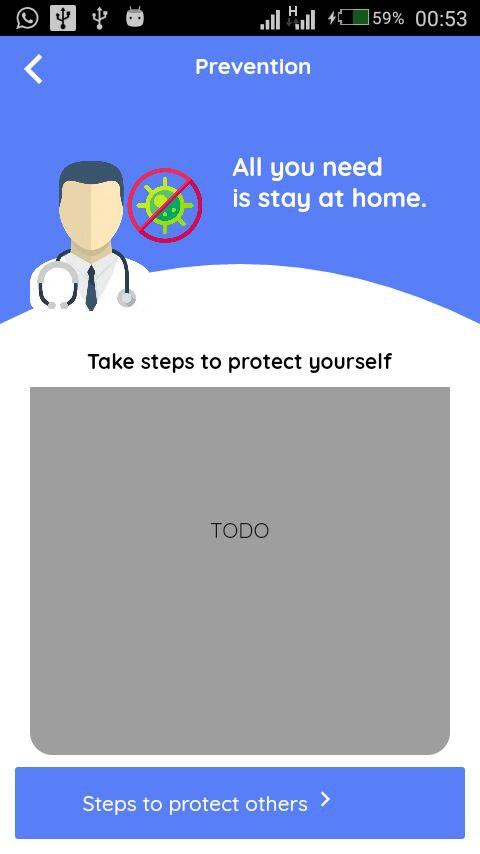 H 59% 00:53
Prevention
All you need
is stay at home.
Take steps to protect yourself
TODO
Steps to protect others